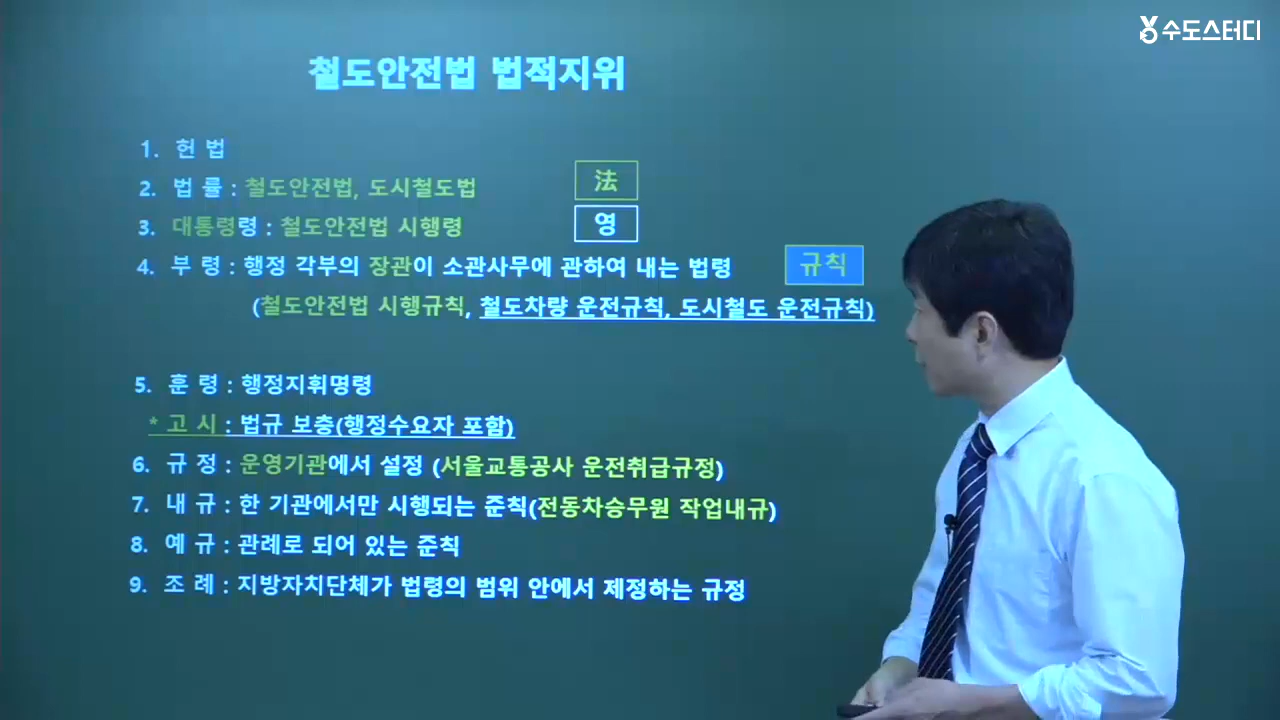 수도스터디
철도안전법 법적지위
1. 헌 법
2. 법 률 : 철도안전법, 도시철도법 法
3. 대통령령 : 철도안전법 시행령 영
4. 부 령 : 행정 각부의 장관이 소관사무에 관하여 내는 법령 규칙
(철도안전법 시행규칙, 철도차량 운전규칙, 도시철도 운전규칙)
5. 훈 령 : 행정지휘명령
* 고 시 : 법규 보충(행정수요자 포함)
6. 규 정 : 운영기관에서 설정 (서울교통공사 운전취급규정)
7. 내 규 : 한 기관에서만 시행되는 준칙(전동차승무원 작업내규)
8. 예 규 : 관례로 되어 있는 준칙
9. 조 례 : 지방자치단체가 법령의 범위 안에서 제정하는 규정